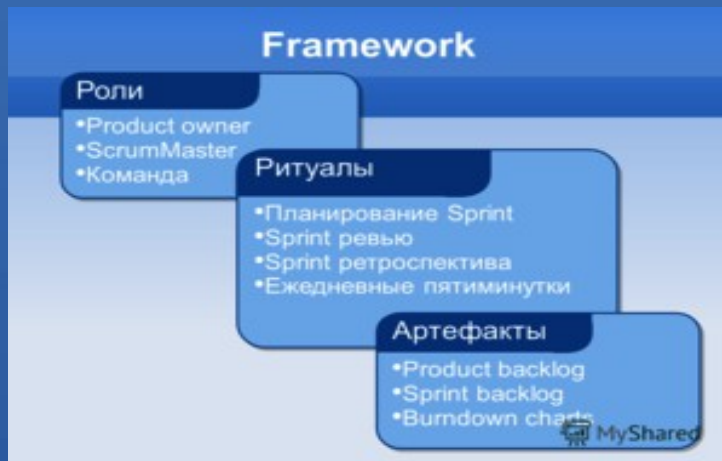 Framework
Роли
•Product owner
•ScrumMaster
•Команда
Ритуалы
•Планирование Sprint
•Sprint ревью
•Sprint ретроспектива
•Ежедневные пятиминутки
Артефакты
•Product backlog
•Sprint backlog
•Burndown charts
MyShared